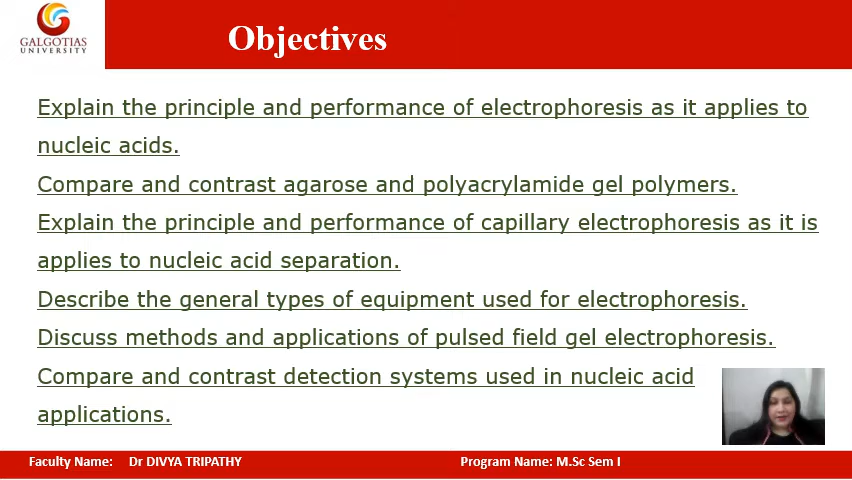 GALGOTIAS
UNIVERSITY
Objectives
Explain the principle and performance of electrophoresis as it applies to
nucleic acids.
Compare and contrast agarose and polyacrylamide gel polymers.
Explain the principle and performance of capillary electrophoresis as it is
applies to nucleic acid separation.
Describe the general types of equipment used for electrophoresis.
Discuss methods and applications of pulsed field gel electrophoresis.
Compare and contrast detection systems used in nucleic acid
applications.
Faculty Name: Dr DIVYA TRIPATHY
Program Name: M.Sc Sem I